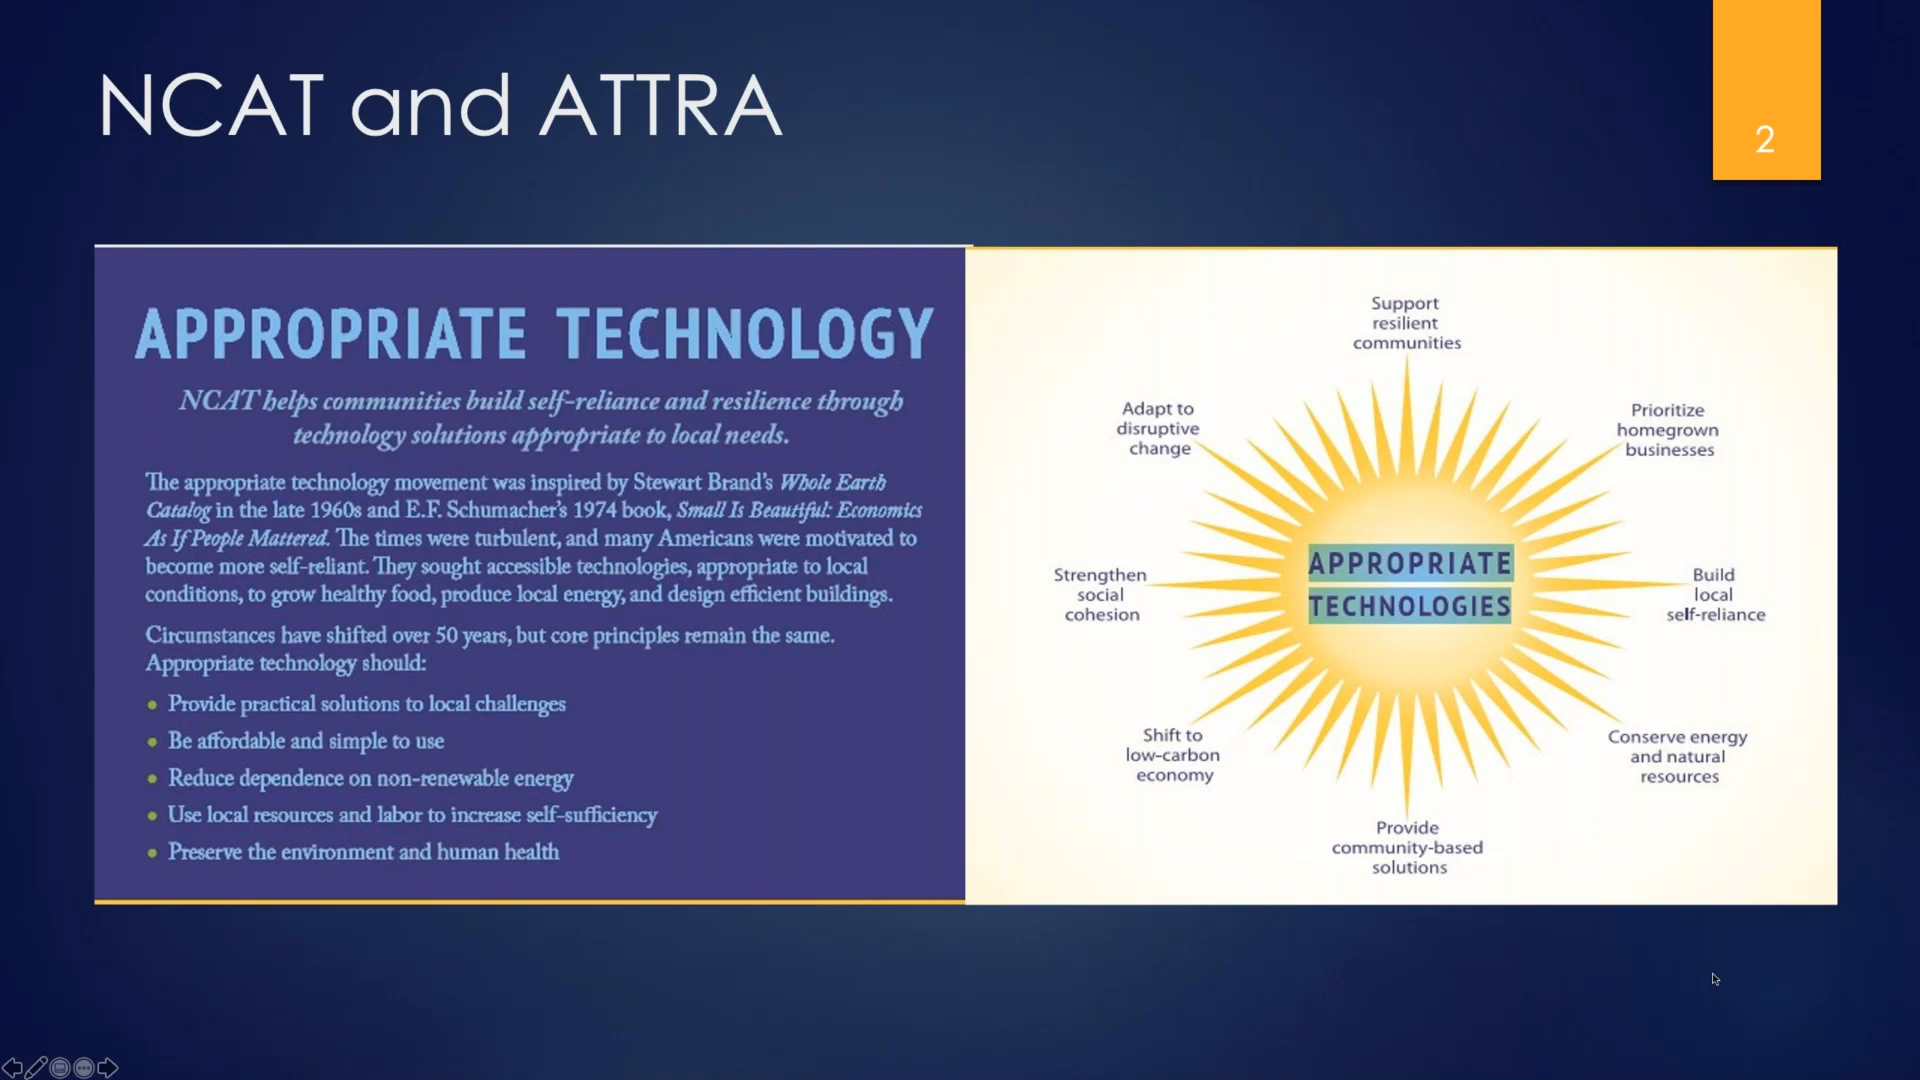 NCAT and ATTRA
2
APPROPRIATE TECHNOLOGY
NCAT helps communities build self-reliance and resilience through
technology solutions appropriate to local needs.
The appropriate technology movement was inspired by Stewart Brand's Whole Earth
Catalog in the late 1960s and E.F. Schumacher's 1974 book, Small Is Beautiful: Economics
As If People Mattered. The times were turbulent, and many Americans were motivated to
become more self-reliant. They sought accessible technologies, appropriate to local
conditions, to grow healthy food, produce local energy, and design efficient buildings.
Circumstances have shifted over 50 years, but core principles remain the same.
Appropriate technology should:
• Provide practical solutions to local challenges
• Be affordable and simple to use
• Reduce dependence on non-renewable energy
• Use local resources and labor to increase self-sufficiency
• Preserve the environment and human health
Support
resilient
communities
Prioritize
homegrown
businesses
Build
local
self-reliance
Conserve energy
and natural
resources
Provide
community-based
solutions
Shift to
low-carbon
economy
Strengthen
social
cohesion
Adapt to
disruptive
change
APPROPRIATE
TECHNOLOGIES